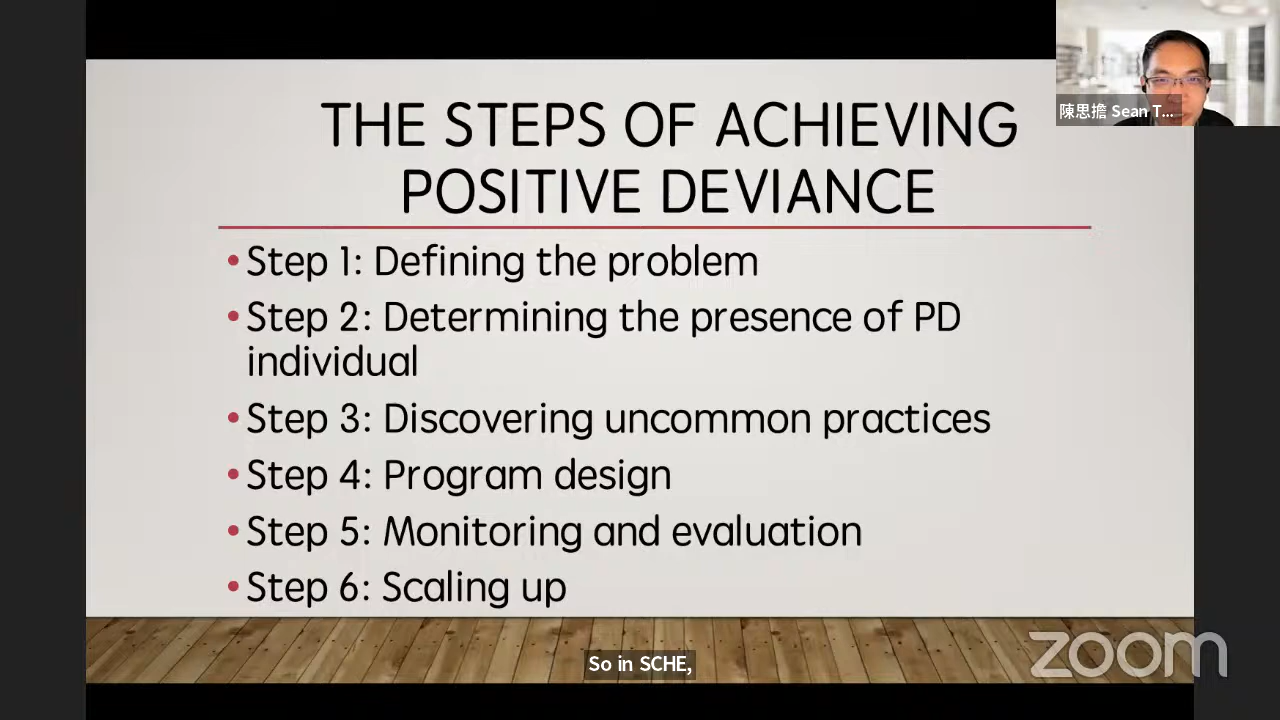 THE STEPS OF ACHIEVING
POSITIVE DEVIANCE
陳思擔 Sean T...
•Step 1: Defining the problem
•Step 2: Determining the presence of PD
individual
•Step 3: Discovering uncommon practices
•Step 4: Program design
•Step 5: Monitoring and evaluation
•Step 6: Scaling up
zoom
So in SCHE,